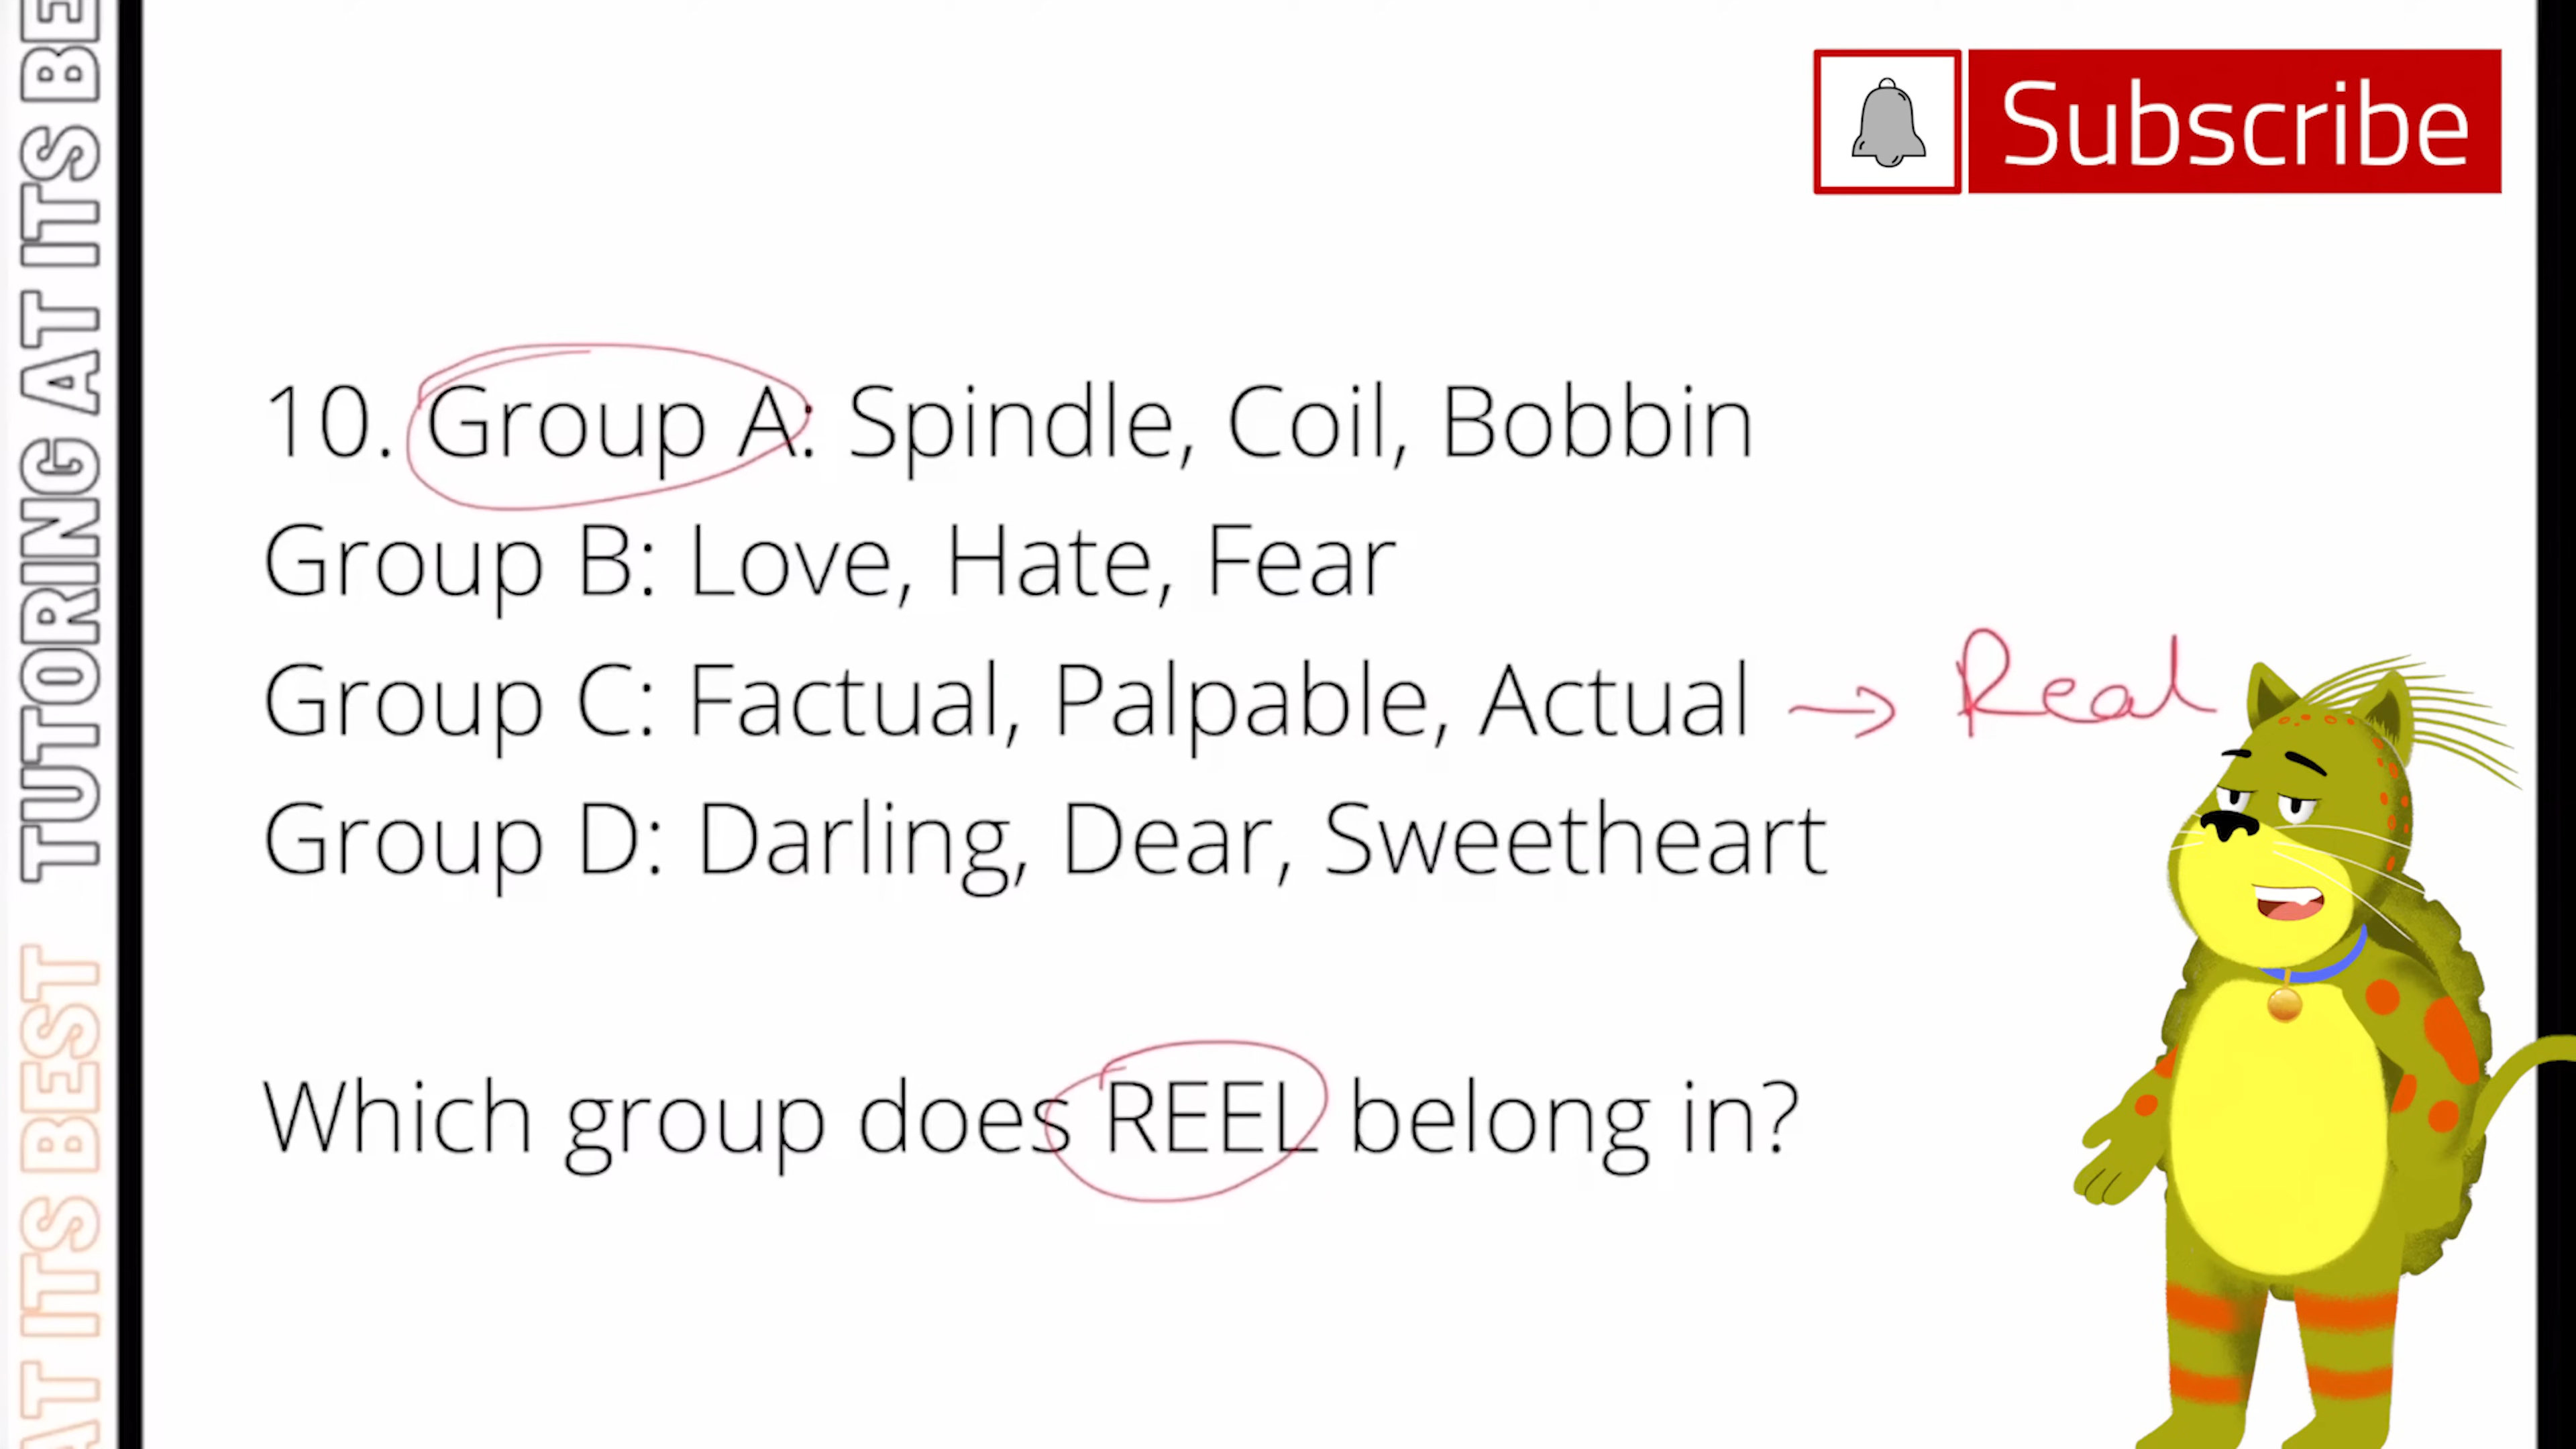 Subscribe
10. Group A: Spindle, Coil, Bobbin
Group B: Love, Hate, Fear
Group C: Factual, Palpable, Actual → Real
Group D: Darling, Dear, Sweetheart
Which group does REEL belong in?
TUTORING AT ITS BE
AT ITS BEST